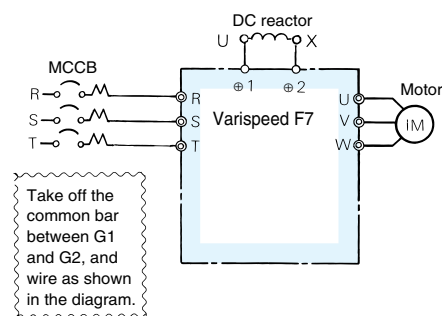 DC reactor
U X
MCCB
⊕1 ⊕2
Motor
R R U
S S Varispeed F7 V IM
T T W
Take off the
common bar
between G1
and G2, and
wire as shown
in the diagram.